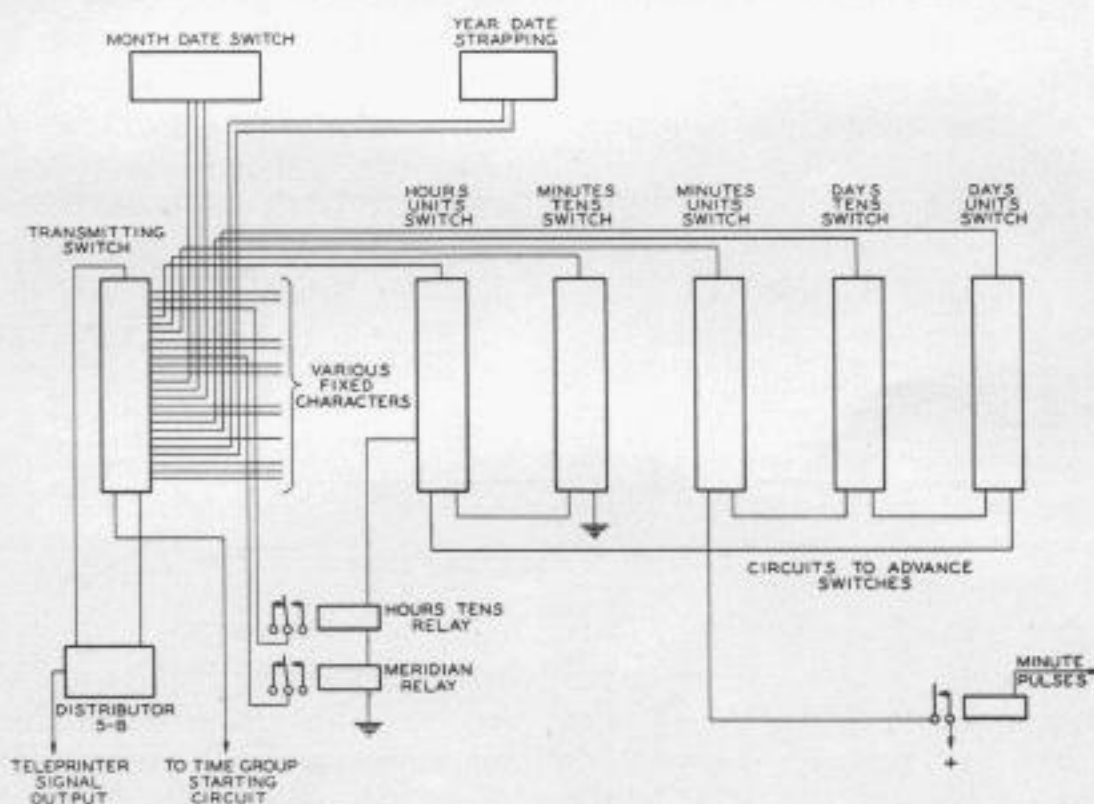 MONTH DATE SWITCH
YEAR DATE
STRAPPING
HOURS
UNITS
SWITCH
MINUTES
TENS
SWITCH
MINUTES
UNITS
SWITCH
DAYS
TENS
SWITCH
DAYS
UNITS
SWITCH
TRANSMITTING
SWITCH
VARIOUS
FIXED
CHARACTERS
CIRCUITS TO ADVANCE
SWITCHES
HOURS TENS
RELAY
MERIDIAN
RELAY
MINUTE
PULSES
+
DISTRIBUTOR
5-B
TELEPRINTER
SIGNAL
OUTPUT
TO TIME GROUP
STARTING
CIRCUIT